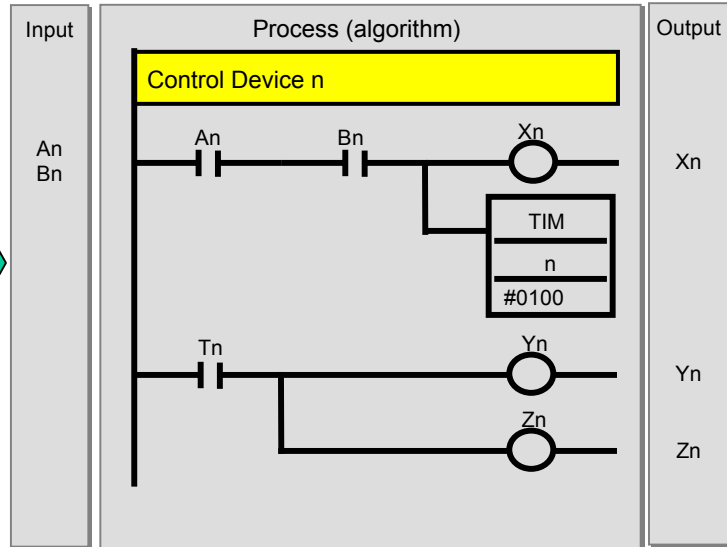 Input
Process (algorithm)
Output
Control Device n
An
Bn
An
Bn
Xn
Xn
TIM
n
#0100
Tn
Yn
Yn
Zn
Zn